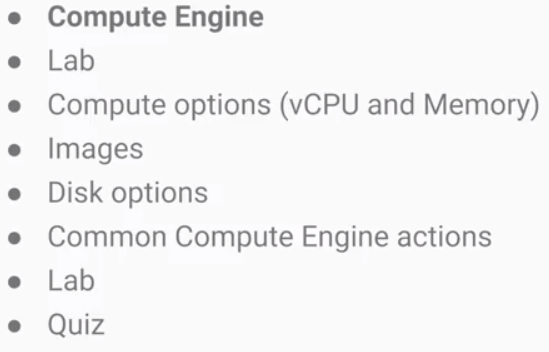 ● Compute Engine
● Lab
● Compute options (vCPU and Memory)
● Images
● Disk options
● Common Compute Engine actions
● Lab
● Quiz